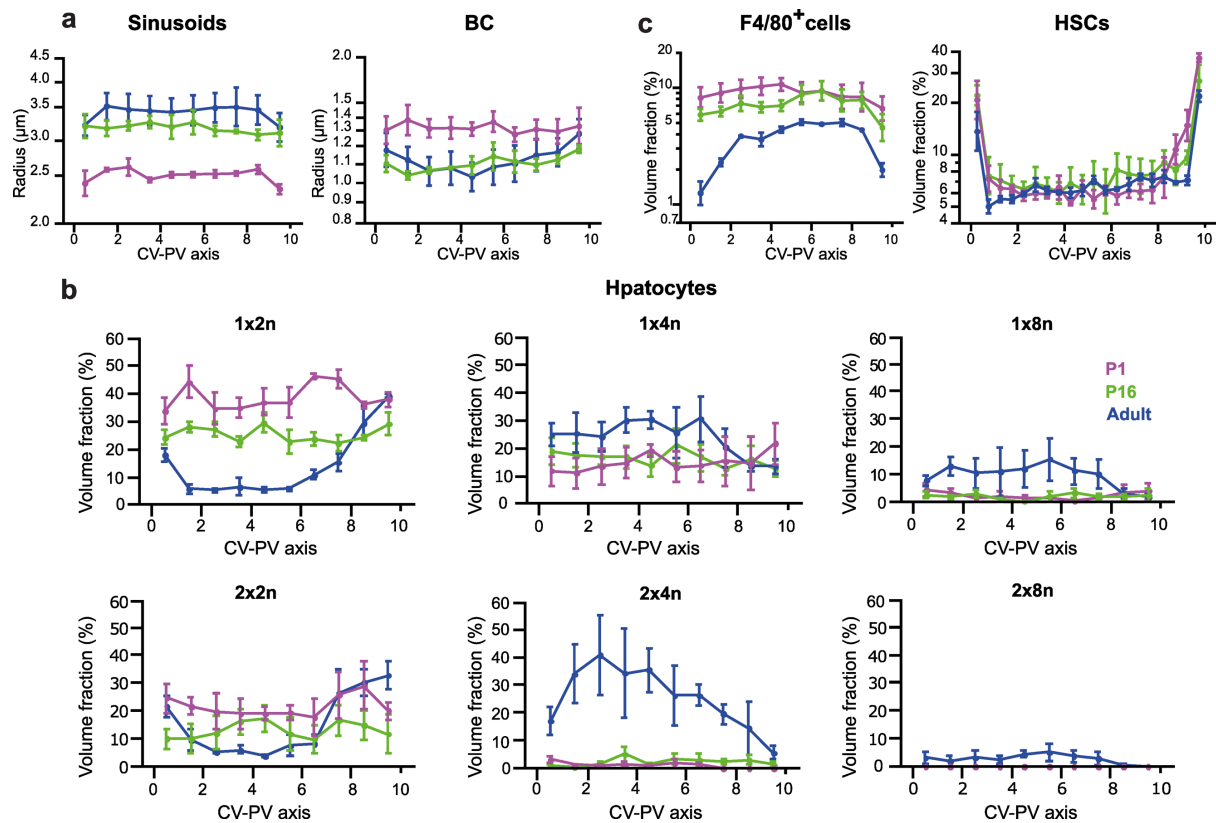 a
Sinusoids
BC
c
F4/80+cells
HSCs
Radius (µm)
4.5
4.0
3.5
3.0
2.5
2.0
0 2 4 6 8 10
CV-PV axis
Radius (µm)
2.0
1.5
1.4
1.3
1.2
1.1
1.0
0.9
0.8
0 2 4 6 8 10
CV-PV axis
Volume fraction (%)
20
10
5
1
0.7
0 2 4 6 8 10
CV-PV axis
Volume fraction (%)
40
30
20
10
8
6
5
4
0 2 4 6 8 10
CV-PV axis
b
Hpatocytes
1x2n
Volume fraction (%)
60
50
40
30
20
10
0
0 2 4 6 8 10
CV-PV axis
1x4n
Volume fraction (%)
60
50
40
30
20
10
0
0 2 4 6 8 10
CV-PV axis
1x8n
Volume fraction (%)
60
50
40
30
20
10
0
0 2 4 6 8 10
CV-PV axis
P1
P16
Adult
2x2n
Volume fraction (%)
60
50
40
30
20
10
0
0 2 4 6 8 10
CV-PV axis
2x4n
Volume fraction (%)
60
50
40
30
20
10
0
0 2 4 6 8 10
CV-PV axis
2x8n
Volume fraction (%)
60
50
40
30
20
10
0
0 2 4 6 8 10
CV-PV axis